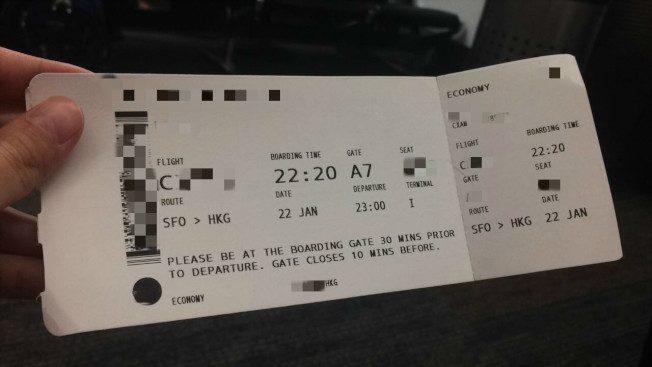 FLIGHT BOARDING TIME GATE SEAT
C 22:20 A7
ROUTE DATE DEPARTURE TERMINAL
SFO > HKG 22 JAN 23:00 I
PLEASE BE AT THE BOARDING GATE 30 MINS PRIOR
TO DEPARTURE. GATE CLOSES 10 MINS BEFORE.
ECONOMY HKG
ECONOMY
CXAM
FLIGHT BOARDING TIME
C 22:20
GATE SEAT
ROUTE DATE
SFO > HKG 22 JAN